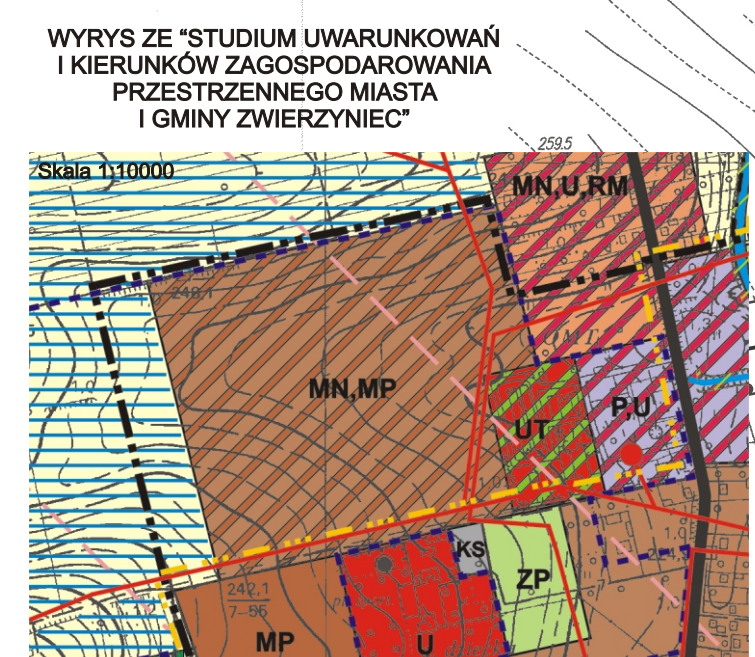 WYRYS ZE “STUDIUM UWARUNKOWAŃ
I KIERUNKÓW ZAGOSPODAROWANIA
PRZESTRZENNEGO MIASTA
I GMINY ZWIERZYNIEC”
259.5
Skala 1:10000
MN,U,RM
MN,MP
P,U
UT
KS
ZP
242,1
7-55
MP
U